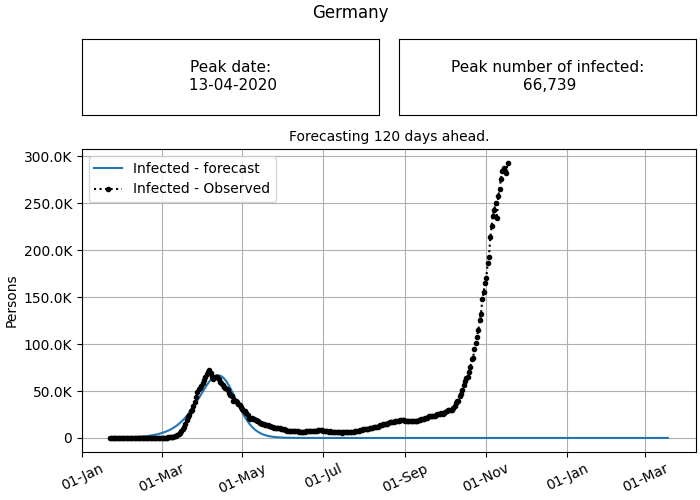 Germany
Peak date:
13-04-2020
Peak number of infected:
66,739
Forecasting 120 days ahead.
Infected - forecast
Infected - Observed
300.0K
250.0K
200.0K
150.0K
100.0K
50.0K
0
Persons
01-Jan
01-Mar
01-May
01-Jul
01-Sep
01-Nov
01-Jan
01-Mar